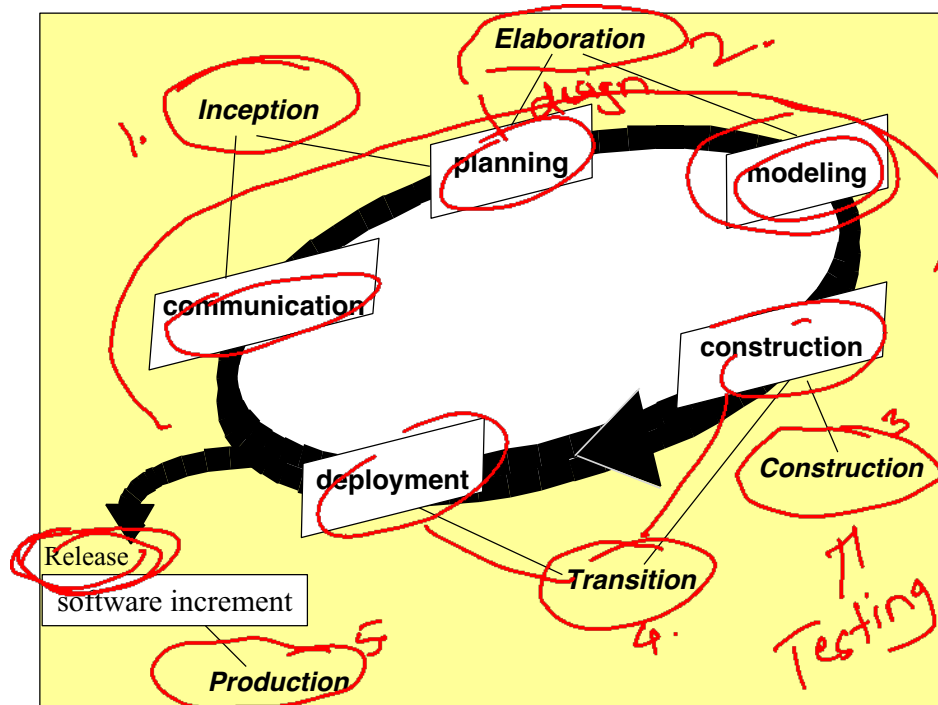 Elaboration
2.
Inception
1.
design
planning
modeling
communication
construction
3
Construction
deployment
Release
Transition
software increment
4.
Testing
5.
Production